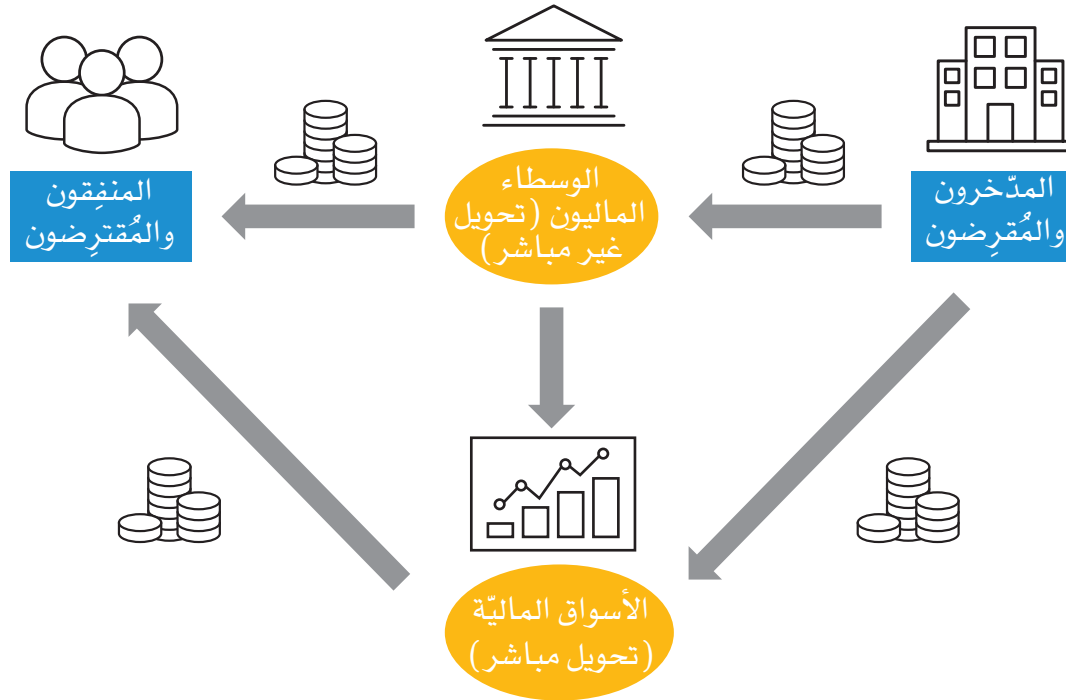 المدّخرون
والمُقرِضون
الوسطاء
الماليون (تحويل
غير مباشر)
المنفِقون
والمُقترِضون
الأسواق الماليّة
(تحويل مباشر)